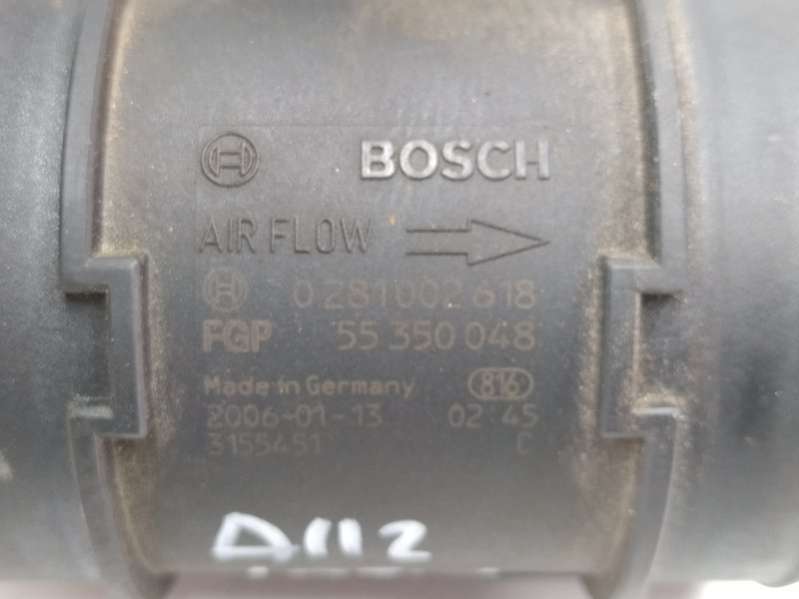 BOSCH
AIR FLOW
0 281 002 618
FGP 55 350 048
Made in Germany 816
2006-01-13 02:45
3155451 C
A112